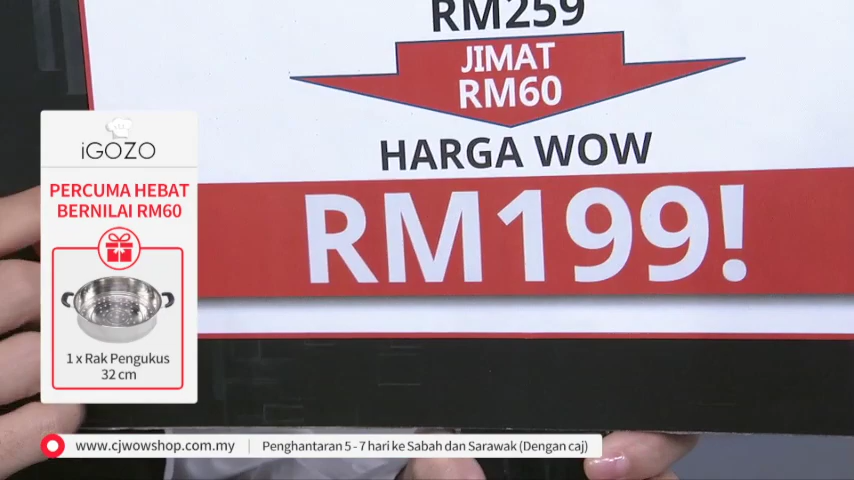 RM259
JIMAT
RM60
HARGA WOW
RM199!
iGOZO
PERCUMA HEBAT
BERNILAI RM60
1 x Rak Pengukus
32 cm
www.cjwowshop.com.my
Penghantaran 5 - 7 hari ke Sabah dan Sarawak (Dengan caj)